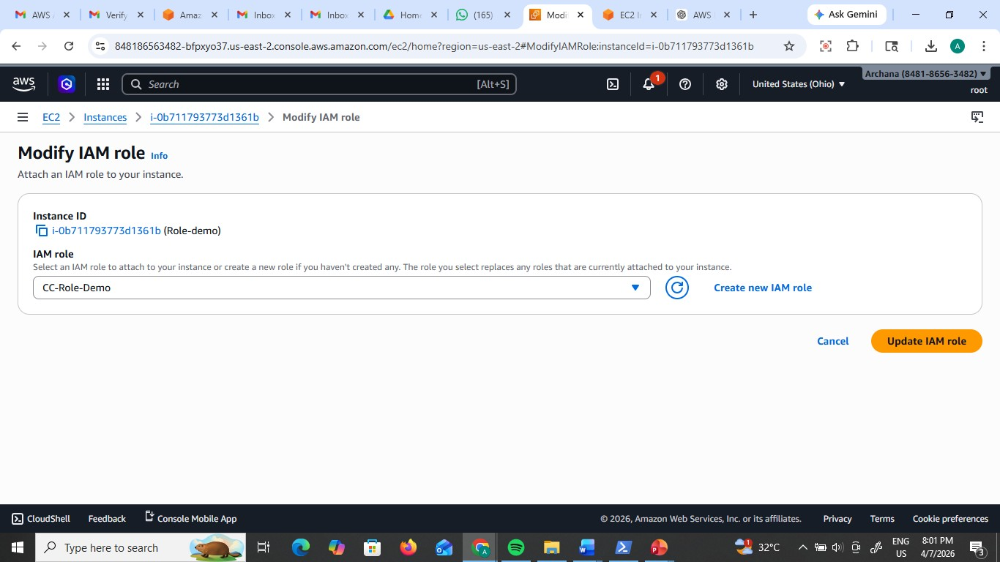 AWS
Verify
Amaz
Inbox
Inbox
Home
(165)
Modi
EC2 I
AWS
Ask Gemini
848186563482-bfpxyo37.us-east-2.console.aws.amazon.com/ec2/home?region=us-east-2#ModifyIAMRole:instanceId=i-0b711793773d1361b
A
aws
Search
[Alt+S]
1
United States (Ohio)
Archana (8481-8656-3482)
root
EC2
Instances
i-0b711793773d1361b
Modify IAM role
Modify IAM role Info
Attach an IAM role to your instance.
Instance ID
i-0b711793773d1361b (Role-demo)
IAM role
Select an IAM role to attach to your instance or create a new role if you haven't created any. The role you select replaces any roles that are currently attached to your instance.
CC-Role-Demo
Create new IAM role
Cancel
Update IAM role
CloudShell
Feedback
Console Mobile App
© 2026, Amazon Web Services, Inc. or its affiliates.
Privacy
Terms
Cookie preferences
Type here to search
1
32°C
ENG
US
8:01 PM
4/7/2026
3